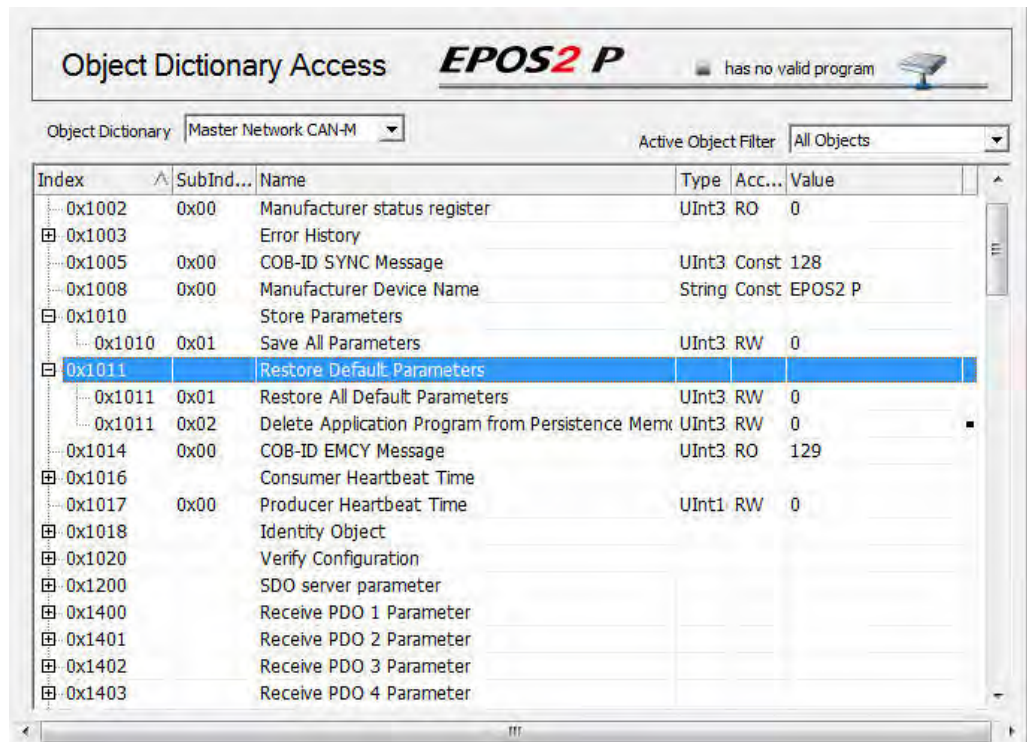 Object Dictionary Access EPOS2 P has no valid program
Object Dictionary Master Network CAN-M Active Object Filter All Objects
Index SubInd... Name Type Acc... Value
0x1002 0x00 Manufacturer status register UInt3 RO 0
0x1003 Error History
0x1005 0x00 COB-ID SYNC Message UInt3 Const 128
0x1008 0x00 Manufacturer Device Name String Const EPOS2 P
0x1010 Store Parameters
0x1010 0x01 Save All Parameters UInt3 RW 0
0x1011 Restore Default Parameters
0x1011 0x01 Restore All Default Parameters UInt3 RW 0
0x1011 0x02 Delete Application Program from Persistence Mem UInt3 RW 0
0x1014 0x00 COB-ID EMCY Message UInt3 RO 129
0x1016 Consumer Heartbeat Time
0x1017 0x00 Producer Heartbeat Time UInt1 RW 0
0x1018 Identity Object
0x1020 Verify Configuration
0x1200 SDO server parameter
0x1400 Receive PDO 1 Parameter
0x1401 Receive PDO 2 Parameter
0x1402 Receive PDO 3 Parameter
0x1403 Receive PDO 4 Parameter